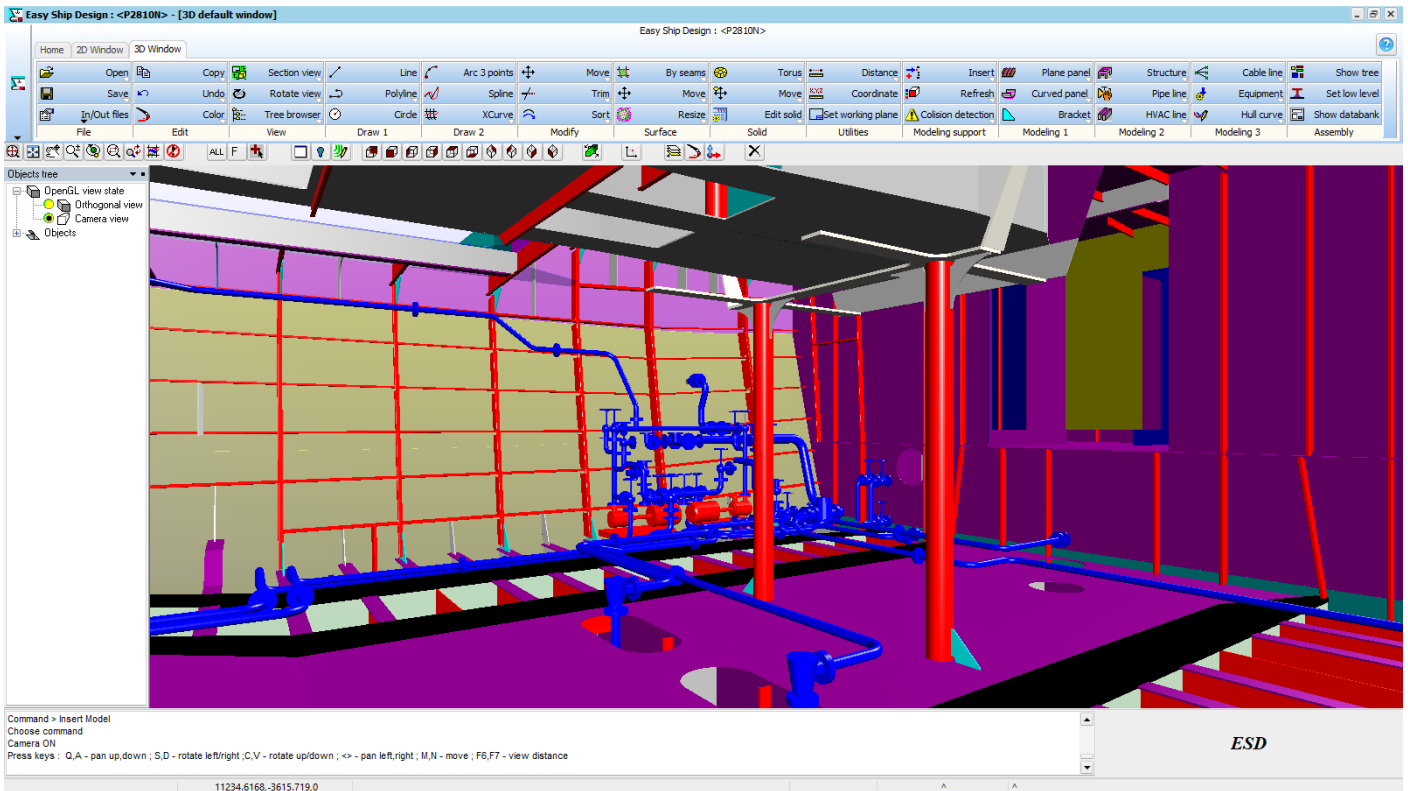 Easy Ship Design : <P2810N> - [3D default window]
Easy Ship Design : <P2810N>
Home 2D Window 3D Window
Open Copy Section view Line Arc 3 points Move By seams Torus Distance Insert Plane panel Structure Cable line Show tree
Save Undo Rotate view Polyline Spline Trim Move Move Coordinate Refresh Curved panel Pipe line Equipment Set low level
In/Out files Color Tree browser Circle XCurve Sort Resize Edit solid Set working plane Colision detection Bracket HVAC line Hull curve Show databank
File Edit View Draw 1 Draw 2 Modify Surface Solid Utilities Modeling support Modeling 1 Modeling 2 Modeling 3 Assembly
ALL F
Objects tree
OpenGL view state
Orthogonal view
Camera view
Objects
Command > Insert Model
Choose command
Camera ON
Press keys : Q,A - pan up,down ; S,D - rotate left/right ;C,V - rotate up/down ; <> - pan left,right ; M,N - move ; F6,F7 - view distance
ESD
11234.6168,-3615.719,0